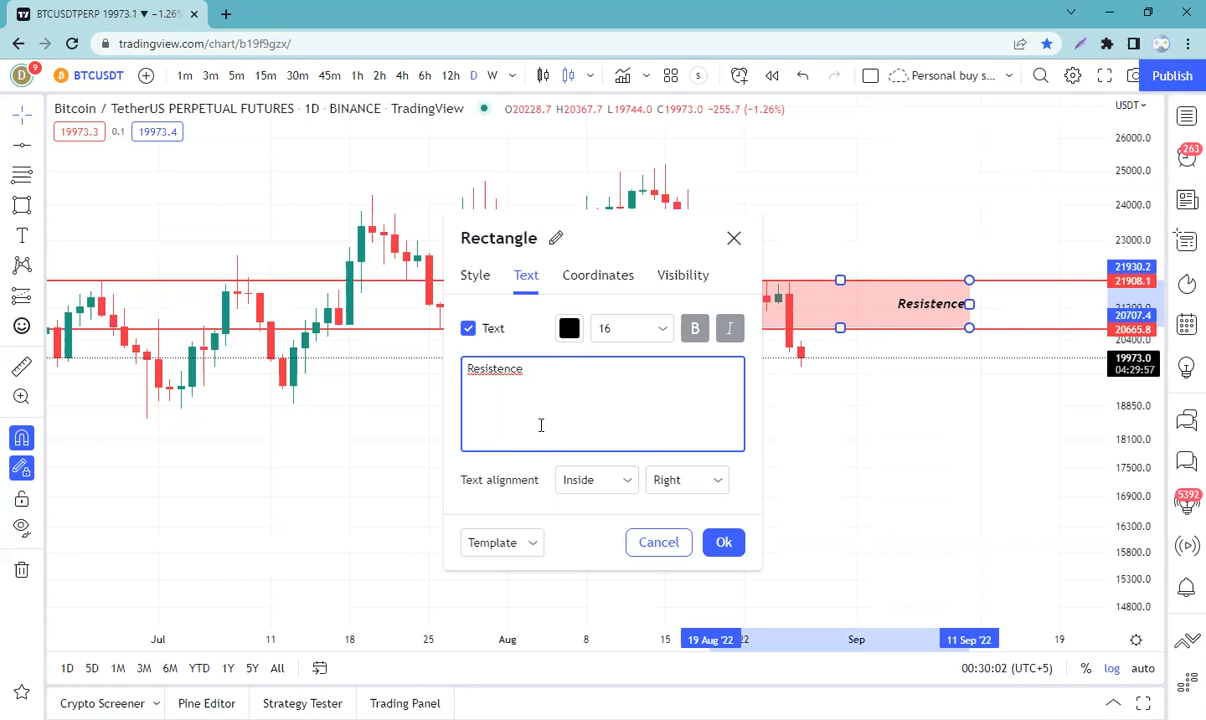 BTCUSDTPERP 19973.1 ▼ −1.26%
tradingview.com/chart/b19f9gzx/
D 9 BTCUSDT 1m 3m 5m 15m 30m 45m 1h 2h 4h 6h 12h D W S Personal buy s... Publish
Bitcoin / TetherUS PERPETUAL FUTURES · 1D · BINANCE · TradingView O20228.7 H20367.7 L19744.0 C19973.0 −255.7 (−1.26%) USDT
19973.3 0.1 19973.4
26000.0
25000.0
24000.0
23000.0
21930.2
21908.1
21200.0
20707.4
20665.8
20400.0
19973.0
04:29:57
18850.0
18100.0
17500.0
16900.0
16300.0
15800.0
15300.0
14800.0
263
5392
Rectangle
Style Text Coordinates Visibility
Text 16 B I
Resistence
Resistence
Text alignment Inside Right
Template Cancel Ok
Jul 11 18 25 Aug 8 15 19 Aug '22 22 Sep 11 Sep '22 19
1D 5D 1M 3M 6M YTD 1Y 5Y All 00:30:02 (UTC+5) % log auto
Crypto Screener Pine Editor Strategy Tester Trading Panel